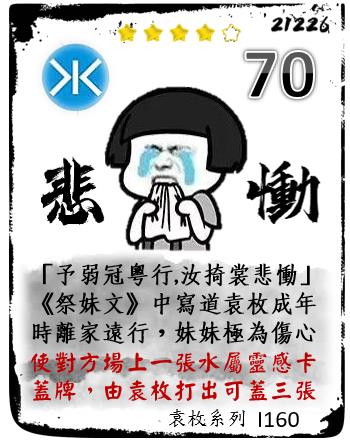 21226
70
悲慟
「予弱冠粵行,汝掎裳悲慟」
《祭妹文》中寫道袁枚成年
時離家遠行，妹妹極為傷心
使對方場上一張水屬靈感卡
蓋牌，由袁枚打出可蓋三張
袁枚系列 I160